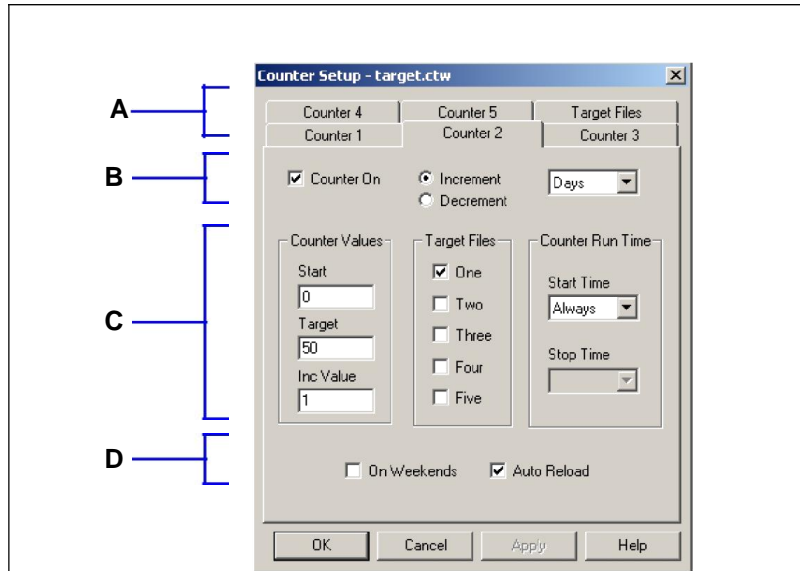 Counter Setup - target.ctw
A
Counter 4 Counter 5 Target Files
Counter 1 Counter 2 Counter 3
B
Counter On Increment Days
Decrement
C
Counter Values Target Files Counter Run Time
Start One Start Time
0 Two Always
Target Three
50 Four Stop Time
Inc Value Five
1
D
On Weekends Auto Reload
OK Cancel Apply Help